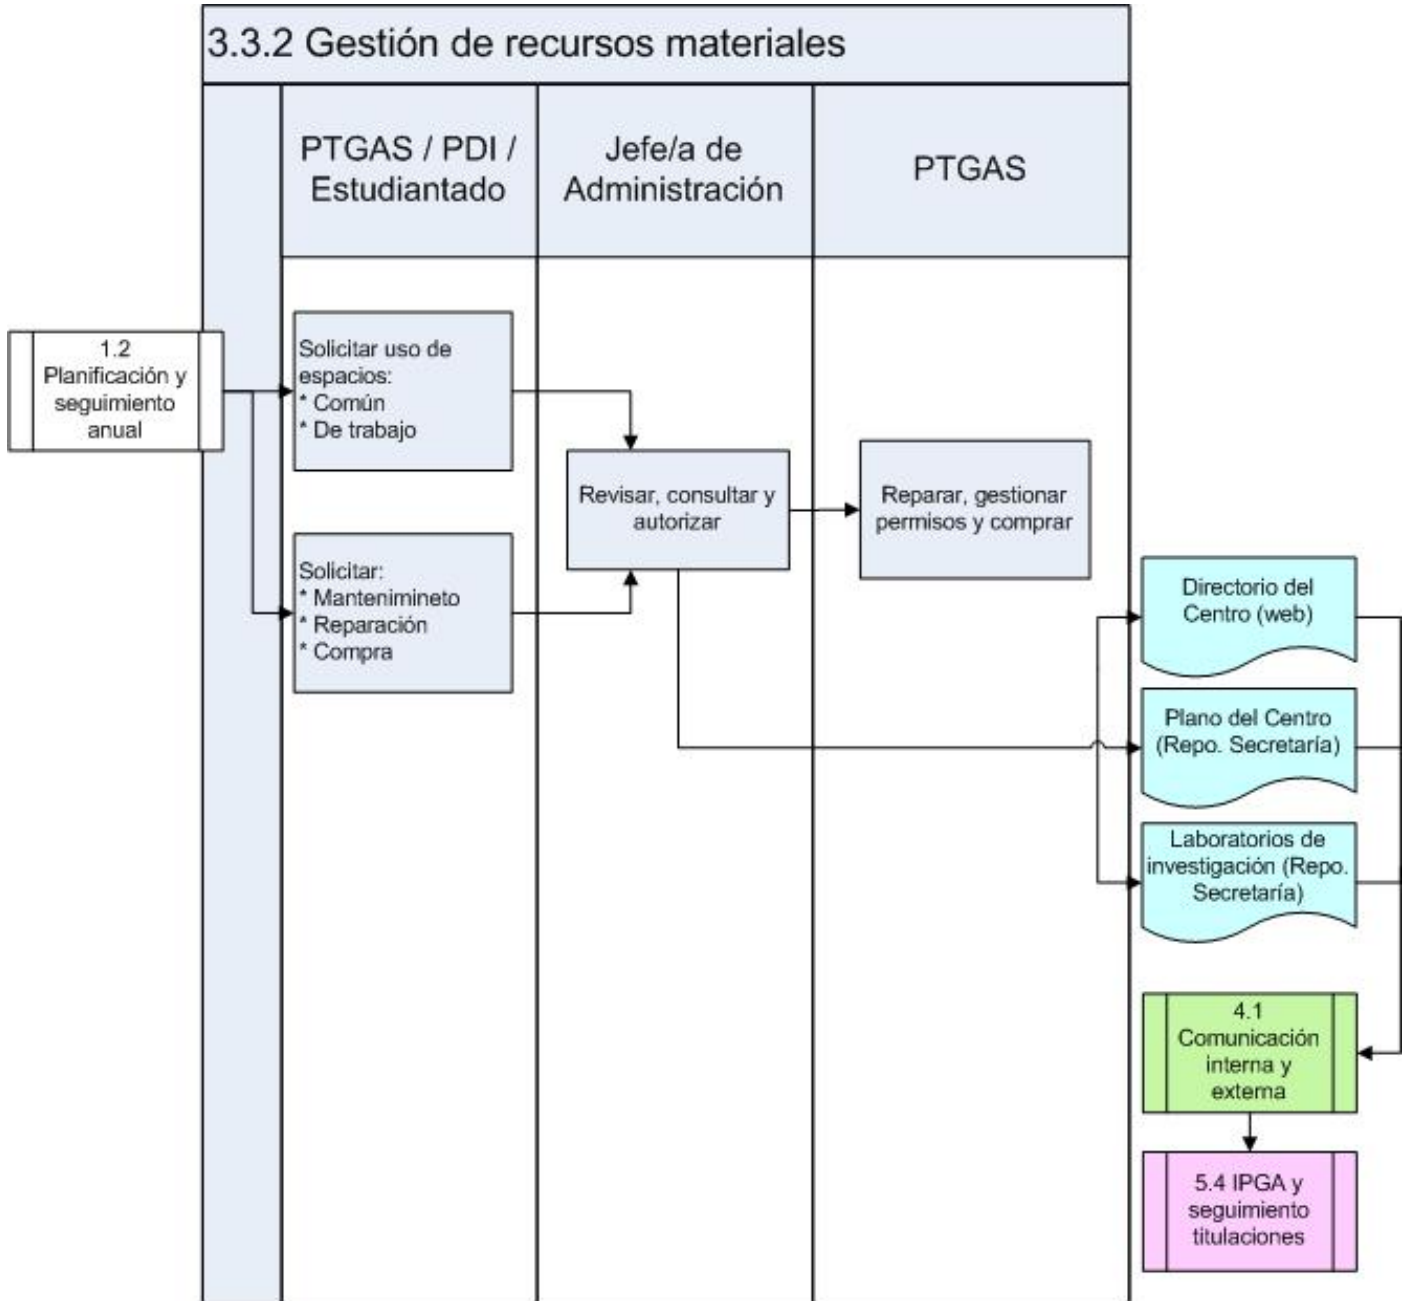 3.3.2 Gestión de recursos materiales
PTGAS / PDI /
Estudiantado
Jefe/a de
Administración
PTGAS
1.2
Planificación y
seguimiento
anual
Solicitar uso de
espacios:
* Común
* De trabajo
Solicitar:
* Mantenimineto
* Reparación
* Compra
Revisar, consultar y
autorizar
Reparar, gestionar
permisos y comprar
Directorio del
Centro (web)
Plano del Centro
(Repo. Secretaría)
Laboratorios de
investigación (Repo.
Secretaría)
4.1
Comunicación
interna y
externa
5.4 IPGA y
seguimiento
titulaciones